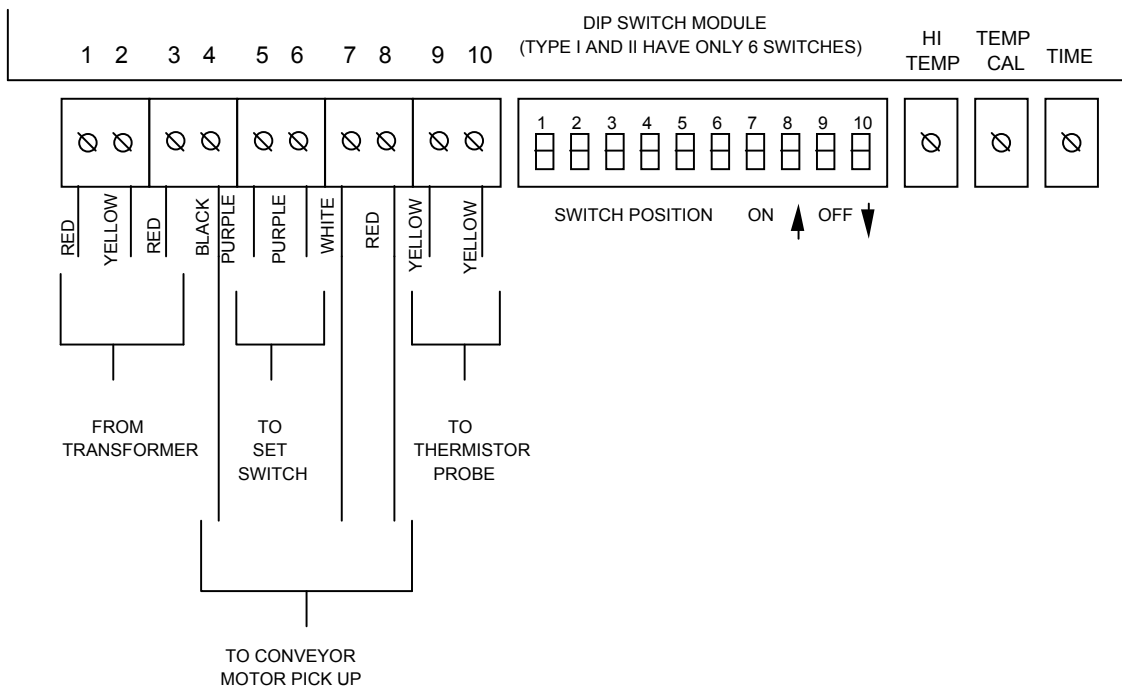 DIP SWITCH MODULE
(TYPE I AND II HAVE ONLY 6 SWITCHES)
HI
TEMP
TEMP
CAL
TIME
1 2 3 4 5 6 7 8 9 10
1 2 3 4 5 6 7 8 9 10
SWITCH POSITION ON OFF
RED
YELLOW
RED
BLACK
PURPLE
PURPLE
WHITE
RED
YELLOW
YELLOW
FROM
TRANSFORMER
TO
SET
SWITCH
TO
THERMISTOR
PROBE
TO CONVEYOR
MOTOR PICK UP